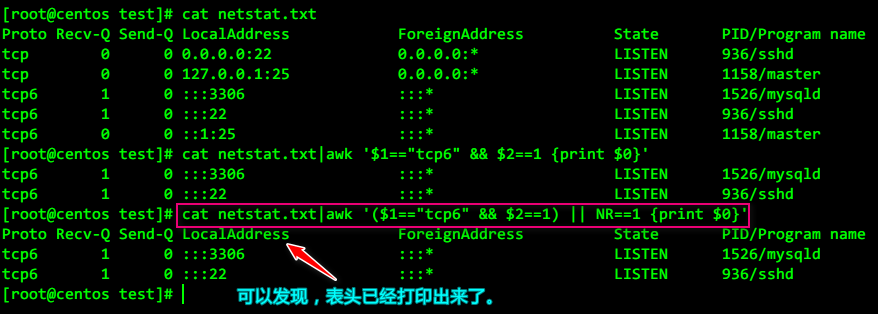 [root@centos test]# cat netstat.txt
Proto Recv-Q Send-Q LocalAddress ForeignAddress State PID/Program name
tcp 0 0 0.0.0.0:22 0.0.0.0:* LISTEN 936/sshd
tcp 0 0 127.0.0.1:25 0.0.0.0:* LISTEN 1158/master
tcp6 1 0 :::3306 :::* LISTEN 1526/mysqld
tcp6 1 0 :::22 :::* LISTEN 936/sshd
tcp6 0 0 ::1:25 :::* LISTEN 1158/master
[root@centos test]# cat netstat.txt|awk '$1=="tcp6" && $2==1 {print $0}'
tcp6 1 0 :::3306 :::* LISTEN 1526/mysqld
tcp6 1 0 :::22 :::* LISTEN 936/sshd
[root@centos test]# cat netstat.txt|awk '($1=="tcp6" && $2==1) || NR==1 {print $0}'
Proto Recv-Q Send-Q LocalAddress ForeignAddress State PID/Program name
tcp6 1 0 :::3306 :::* LISTEN 1526/mysqld
tcp6 1 0 :::22 :::* LISTEN 936/sshd
[root@centos test]#
可以发现，表头已经打印出来了。